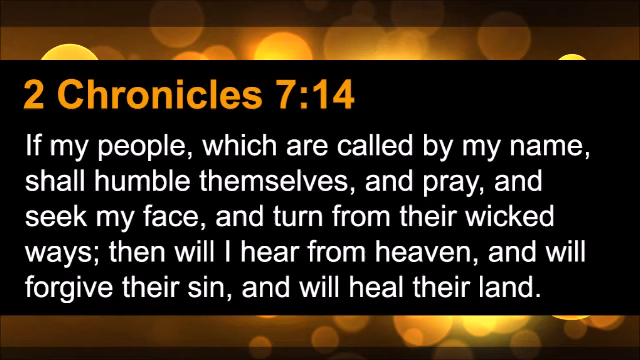 2 Chronicles 7:14
If my people, which are called by my name,
shall humble themselves, and pray, and
seek my face, and turn from their wicked
ways; then will I hear from heaven, and will
forgive their sin, and will heal their land.